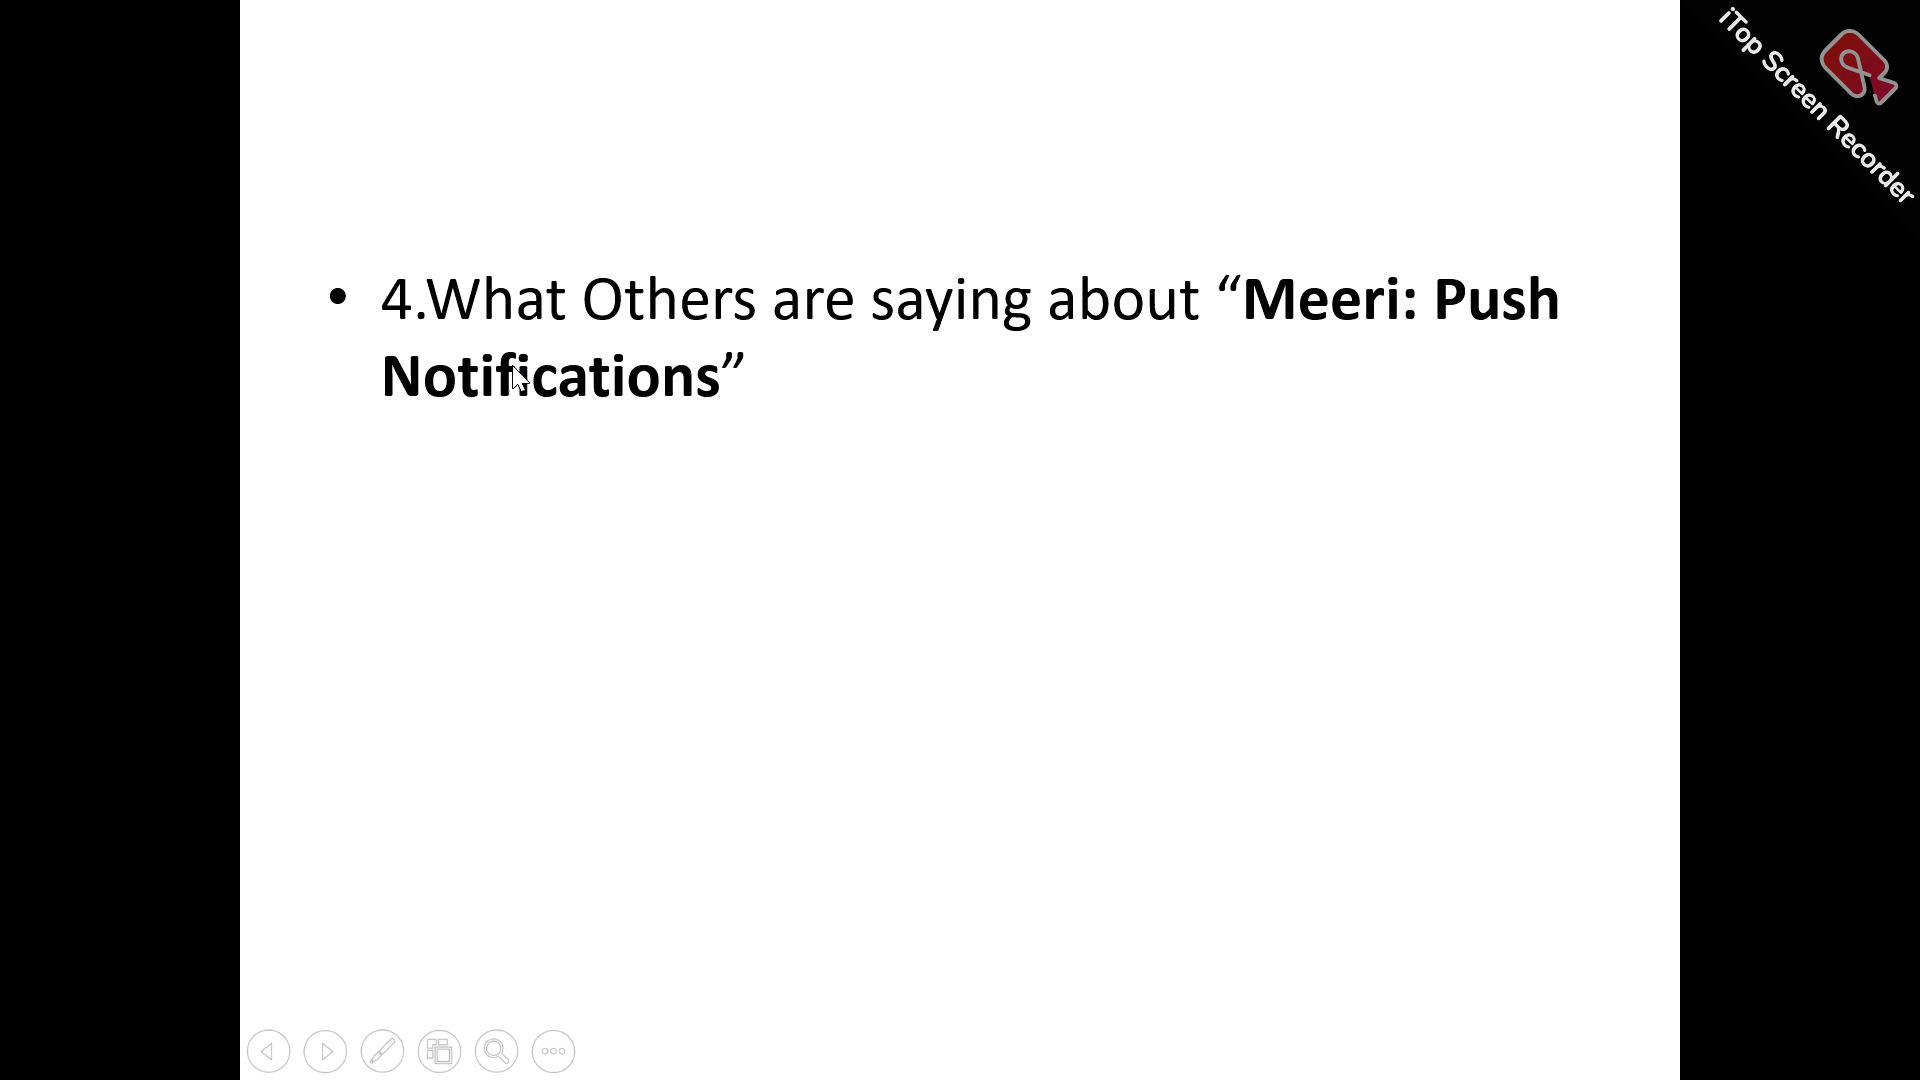 iTop Screen Recorder
• 4.What Others are saying about “Meeri: Push
Notifications”